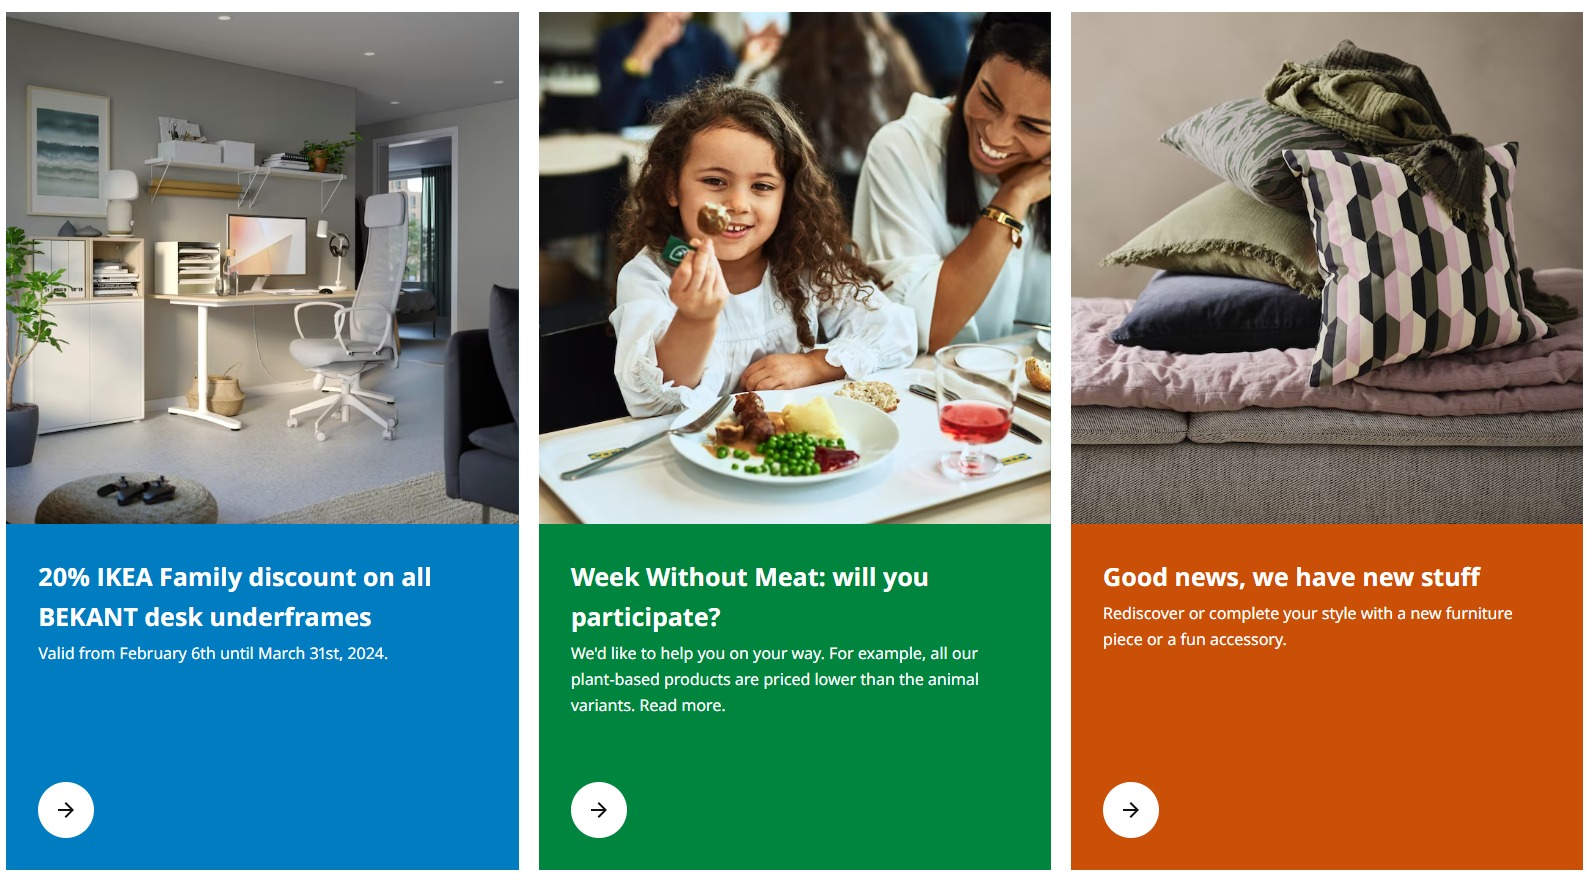 20% IKEA Family discount on all
BEKANT desk underframes
Valid from February 6th until March 31st, 2024.
Week Without Meat: will you
participate?
We'd like to help you on your way. For example, all our
plant-based products are priced lower than the animal
variants. Read more.
Good news, we have new stuff
Rediscover or complete your style with a new furniture
piece or a fun accessory.